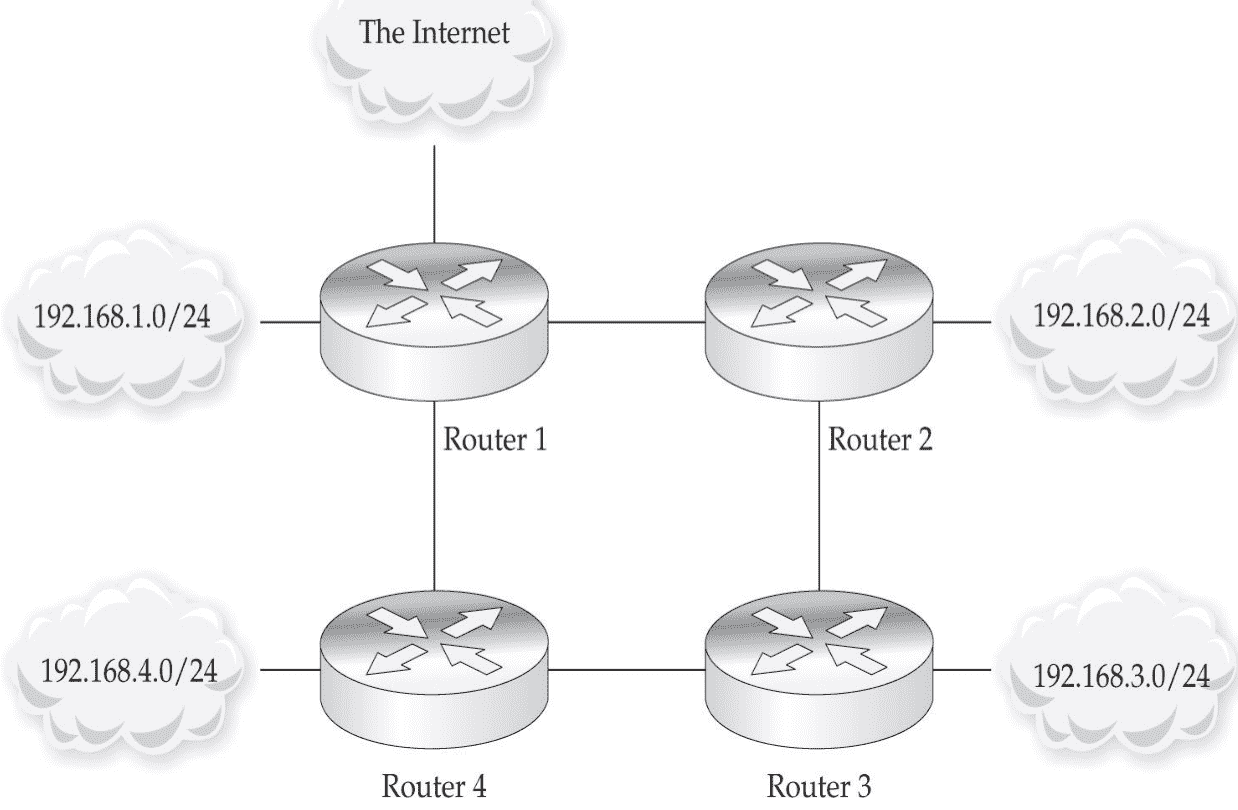 The Internet
192.168.1.0/24
192.168.2.0/24
Router 1
Router 2
192.168.4.0/24
192.168.3.0/24
Router 4
Router 3